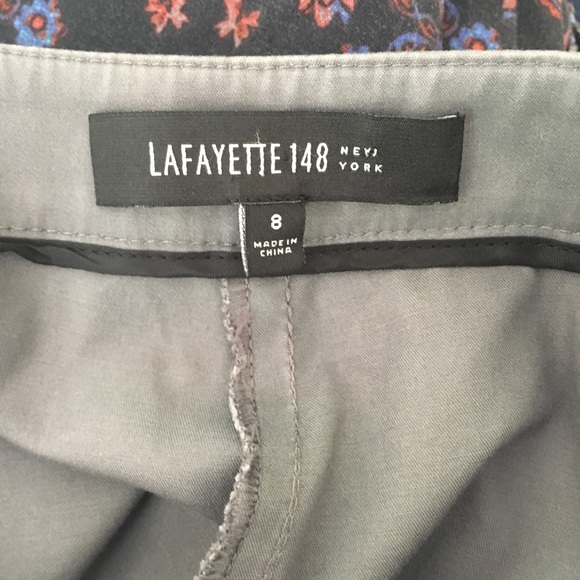 LAFAYETTE 148 NEW YORK
8
MADE IN
CHINA